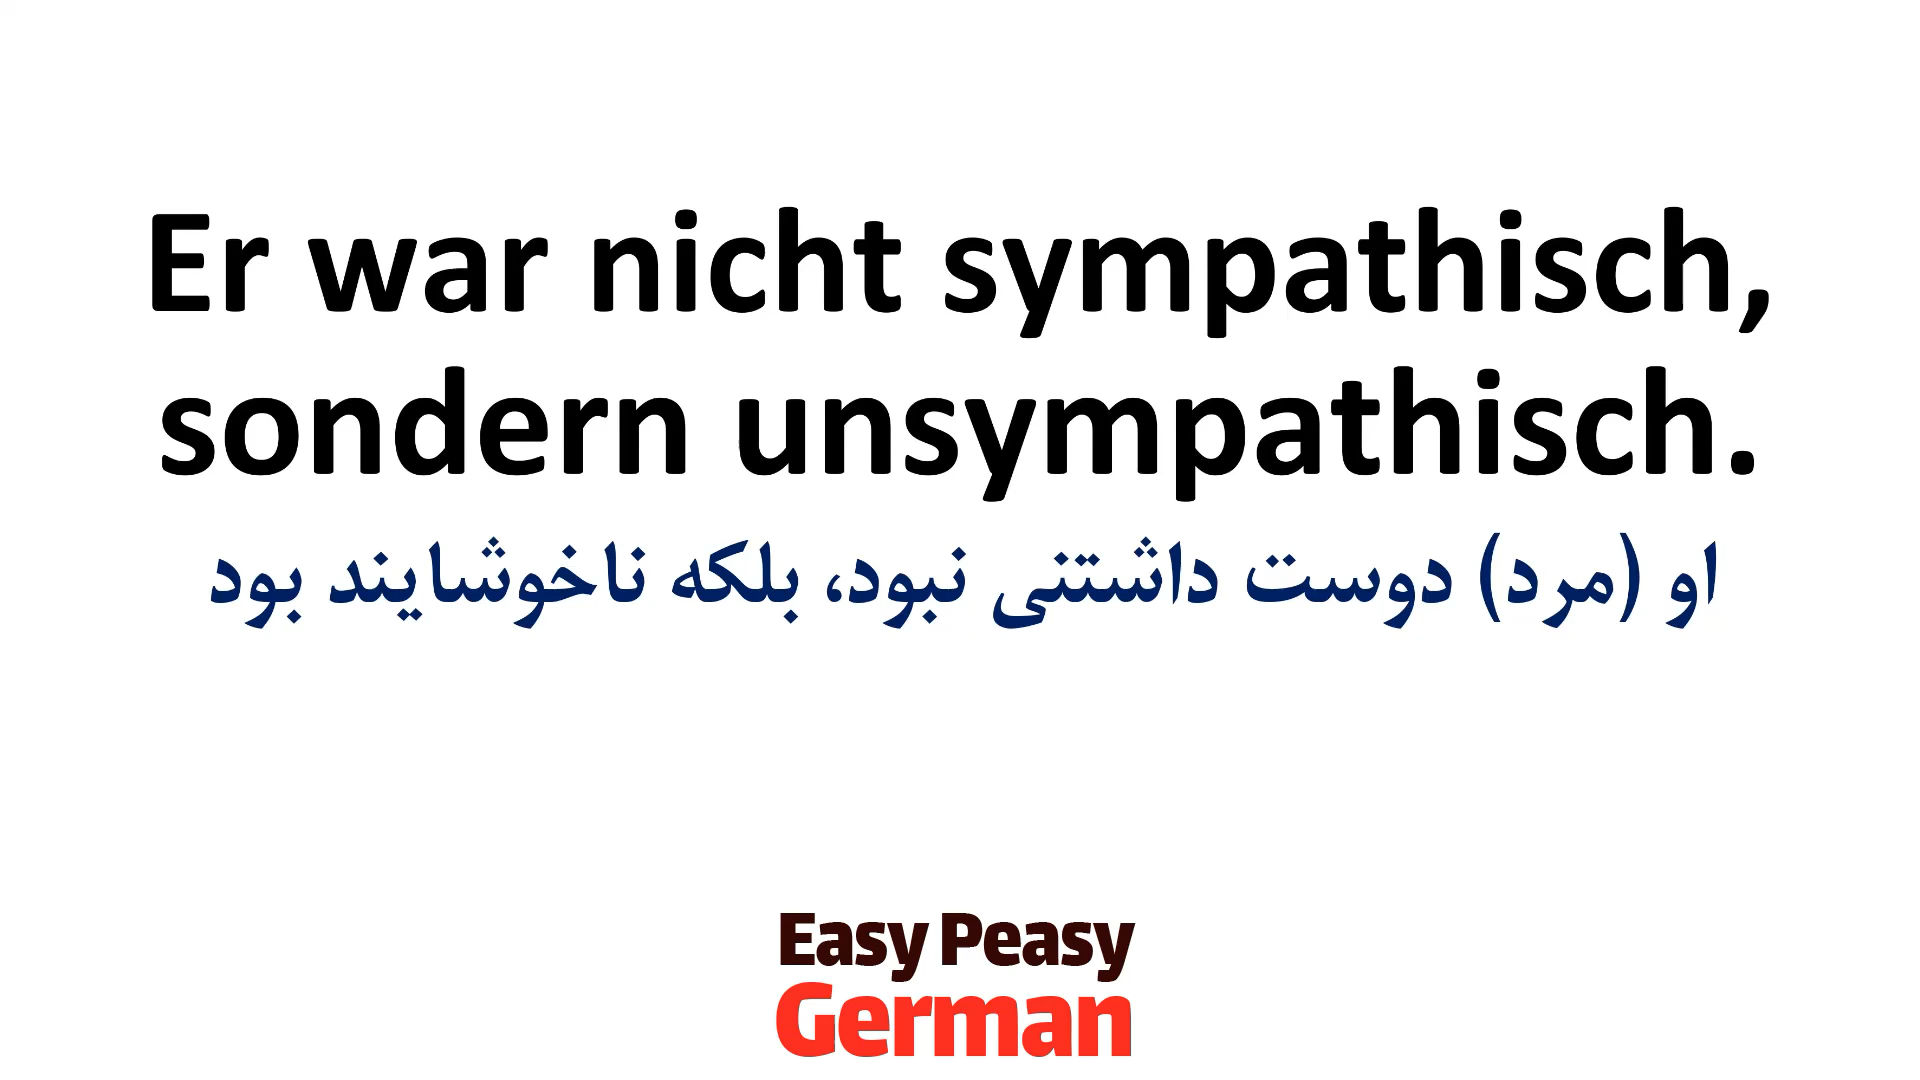 Er war nicht sympathisch,
sondern unsympathisch.
او (مرد) دوست داشتنی نبود، بلکه ناخوشایند بود
Easy Peasy
German